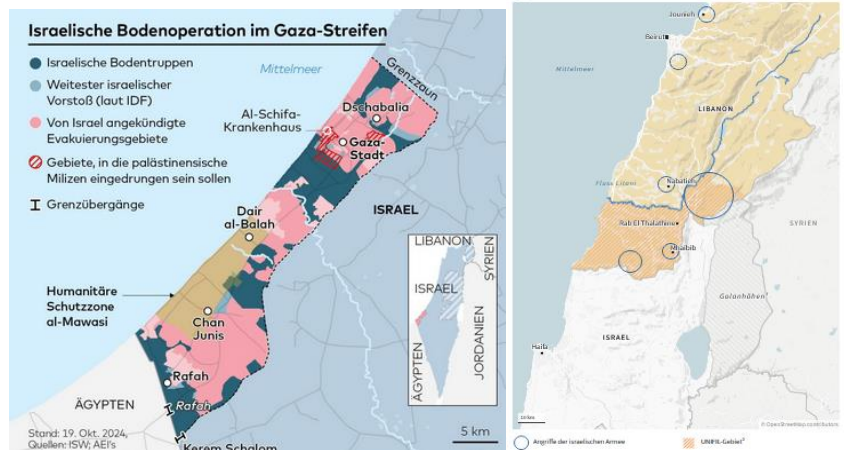 Israelische Bodenoperation im Gaza-Streifen
Israelische Bodentruppen
Weitester israelischer
Vorstoß (laut IDF)
Von Israel angekündigte
Evakuierungsgebiete
Gebiete, in die palästinensische
Milizen eingedrungen sein sollen
Grenzübergänge
Mittelmeer
Grenzzaun
Dschabalia
Al-Schifa-
Krankenhaus
Gaza-
Stadt
ISRAEL
Dair
al-Balah
Humanitäre
Schutzzone
al-Mawasi
Chan
Junis
Rafah
Rafah
ÄGYPTEN
Kerem Schalom
Stand: 19. Okt. 2024,
Quellen: ISW; AEI's
5 km
LIBANON
SYRIEN
ISRAEL
JORDANIEN
ÄGYPTEN
Jounieh
Beirut
Mittelmeer
LIBANON
Nabatieh
Fluss Litani
Rab El-Thalathine
Mhaibib
SYRIEN
Golanhöhen
ISRAEL
Haifa
© OpenStreetMap contributors
Angriffe der israelischen Armee
UNIFIL-Gebiet